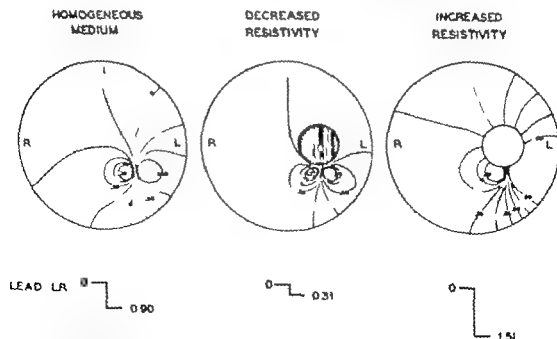 HOMOGENEOUS MEDIUM
DECREASED RESISTIVITY
INCREASED RESISTIVITY
L
R
L
R
L
R
L
LEAD LR
0
0.90
0
0.31
0
1.51